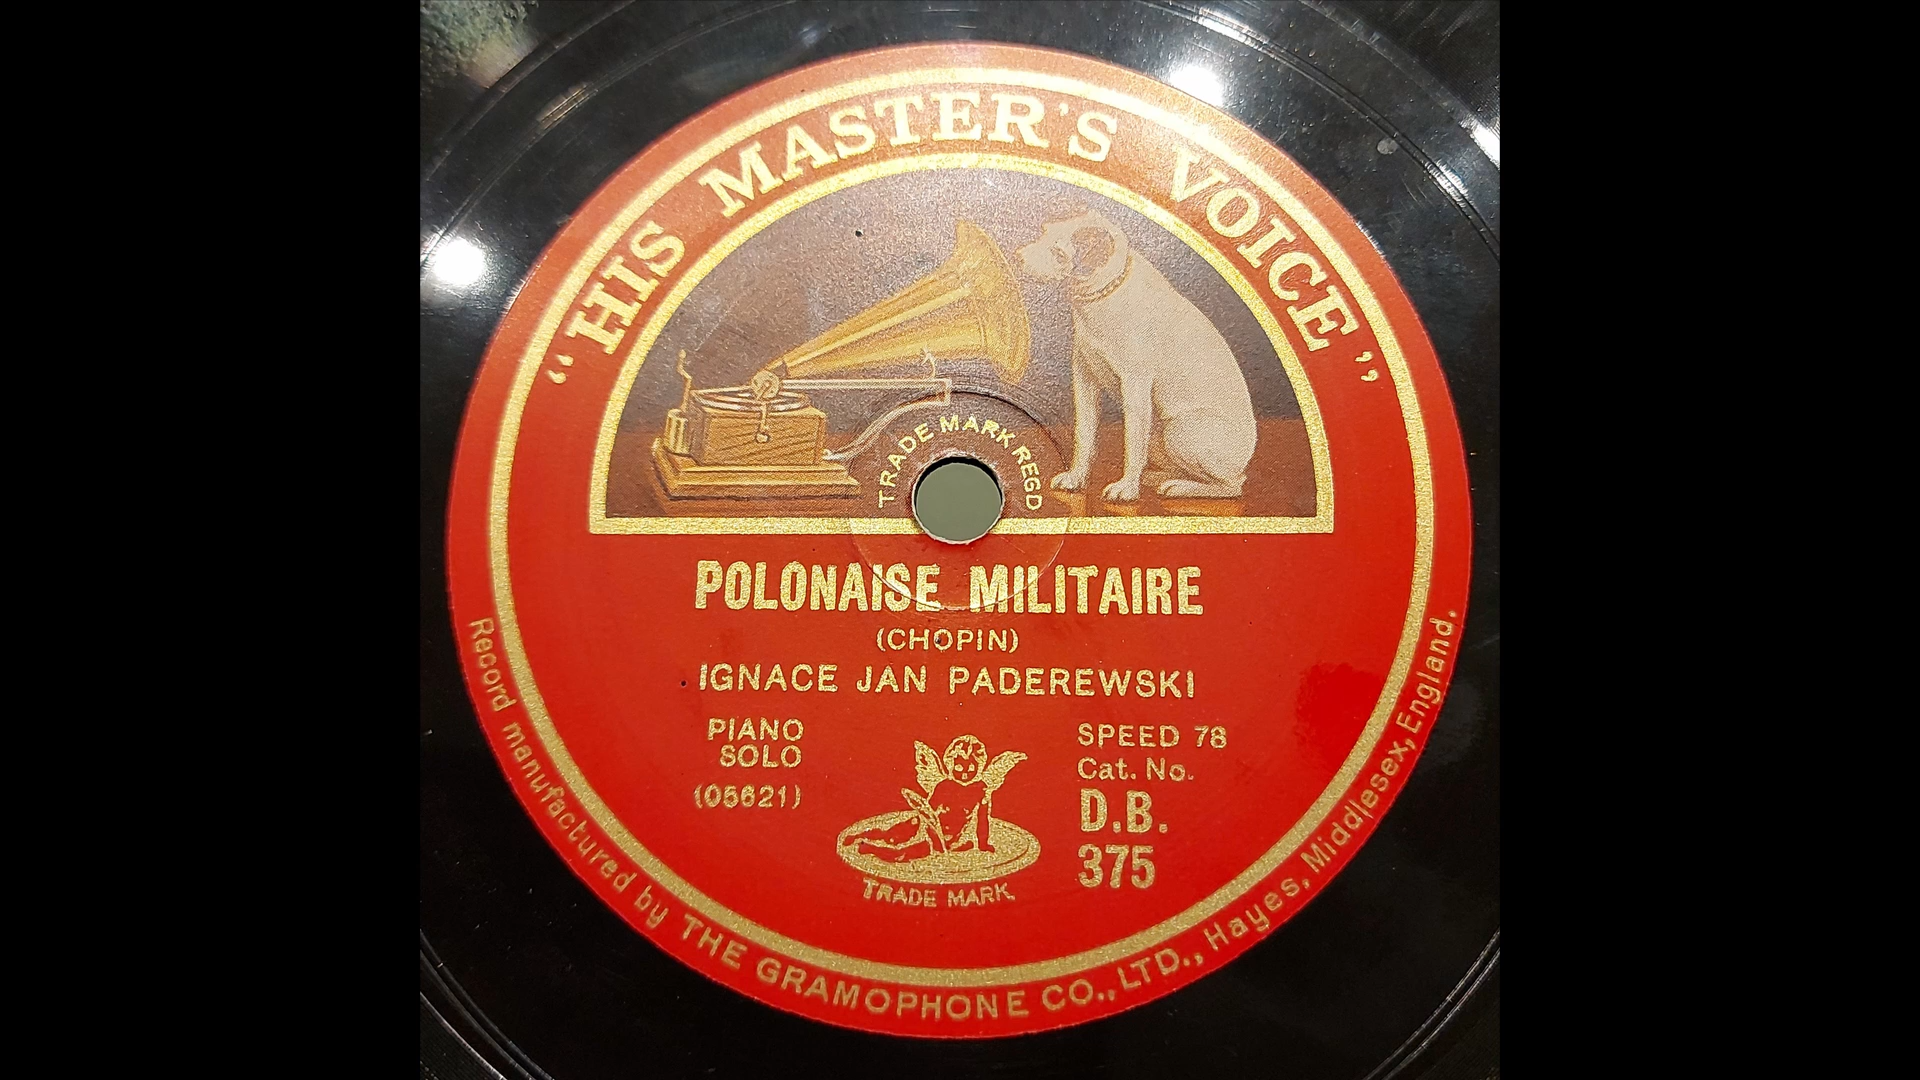 "HIS MASTER'S VOICE"
TRADE MARK REGD
POLONAISE MILITAIRE
(CHOPIN)
IGNACE JAN PADEREWSKI
PIANO
SOLO
(05621)
SPEED 78
Cat. No.
D.B.
375
TRADE MARK
Record manufactured by THE GRAMOPHONE CO., LTD., Hayes, Middlesex, England.